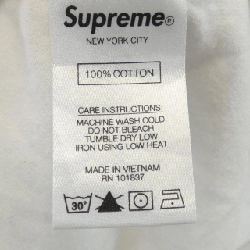 Supreme®
NEW YORK CITY
100% COTTON
CARE INSTRUCTIONS:
MACHINE WASH COLD
DO NOT BLEACH
TUMBLE DRY LOW
IRON USING LOW HEAT
MADE IN VIETNAM
RN 101837
30°